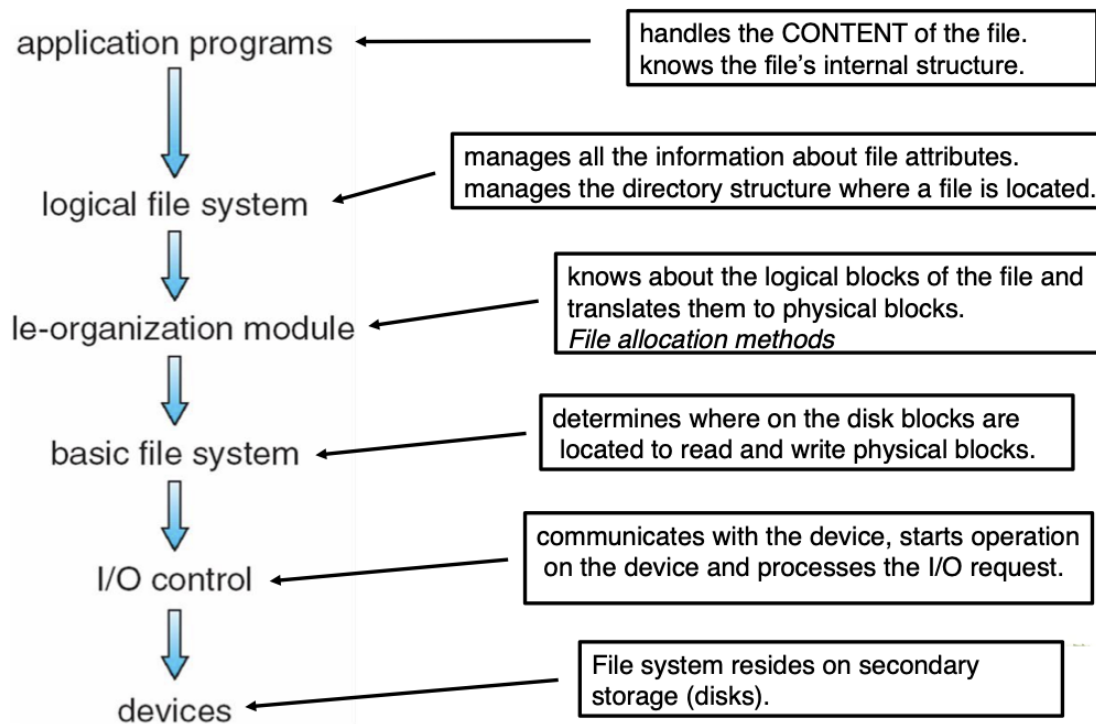 application programs
handles the CONTENT of the file.
knows the file's internal structure.
logical file system
manages all the information about file attributes.
manages the directory structure where a file is located.
le-organization module
knows about the logical blocks of the file and
translates them to physical blocks.
File allocation methods
basic file system
determines where on the disk blocks are
located to read and write physical blocks.
I/O control
communicates with the device, starts operation
on the device and processes the I/O request.
devices
File system resides on secondary
storage (disks).